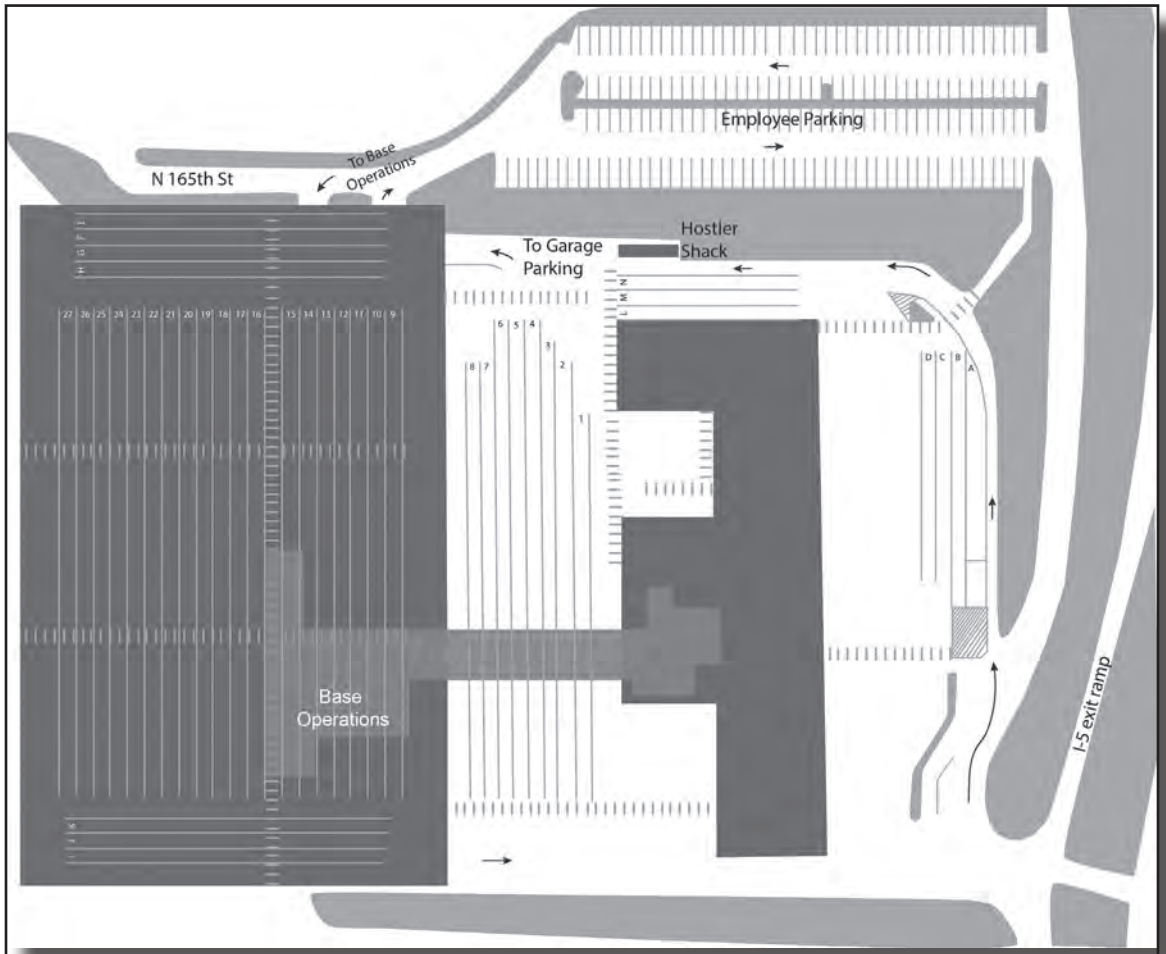 Employee Parking
To Base
Operations
N 165th St
Hostler
Shack
To Garage
Parking
F
G
H
N
M
L
27 26 25 24 23 22 21 20 19 18 17 16 15 14 13 12 11 10 9
6 5 4
3
8 7 2
1
D C B A
Base
Operations
I-5 exit ramp
K